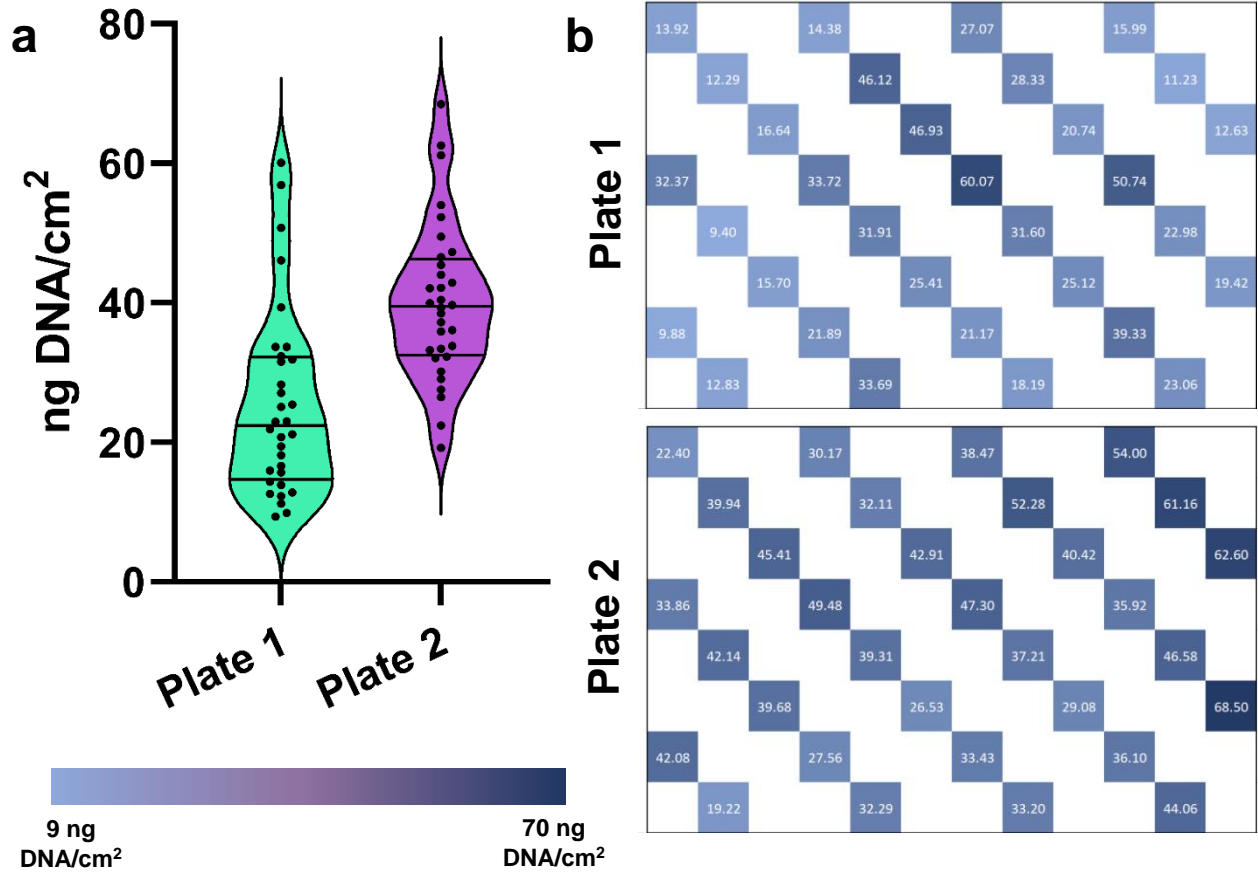 a
80
60
40
20
0
ng DNA/cm²
Plate 1
Plate 2
9 ng
DNA/cm²
70 ng
DNA/cm²
b
Plate 1
13.92 14.38 27.07 15.99
12.29 46.12 28.33 11.23
16.64 46.93 20.74 12.63
32.37 33.72 60.07 50.74
9.40 31.91 31.60 22.98
15.70 25.41 25.12 19.42
9.88 21.89 21.17 39.33
12.83 33.69 18.19 23.06
Plate 2
22.40 30.17 38.47 54.00
39.94 32.11 52.28 61.16
45.41 42.91 40.42 62.60
33.86 49.48 47.30 35.92
42.14 39.31 37.21 46.58
39.68 26.53 29.08 68.50
42.08 27.56 33.43 36.10
19.22 32.29 33.20 44.06